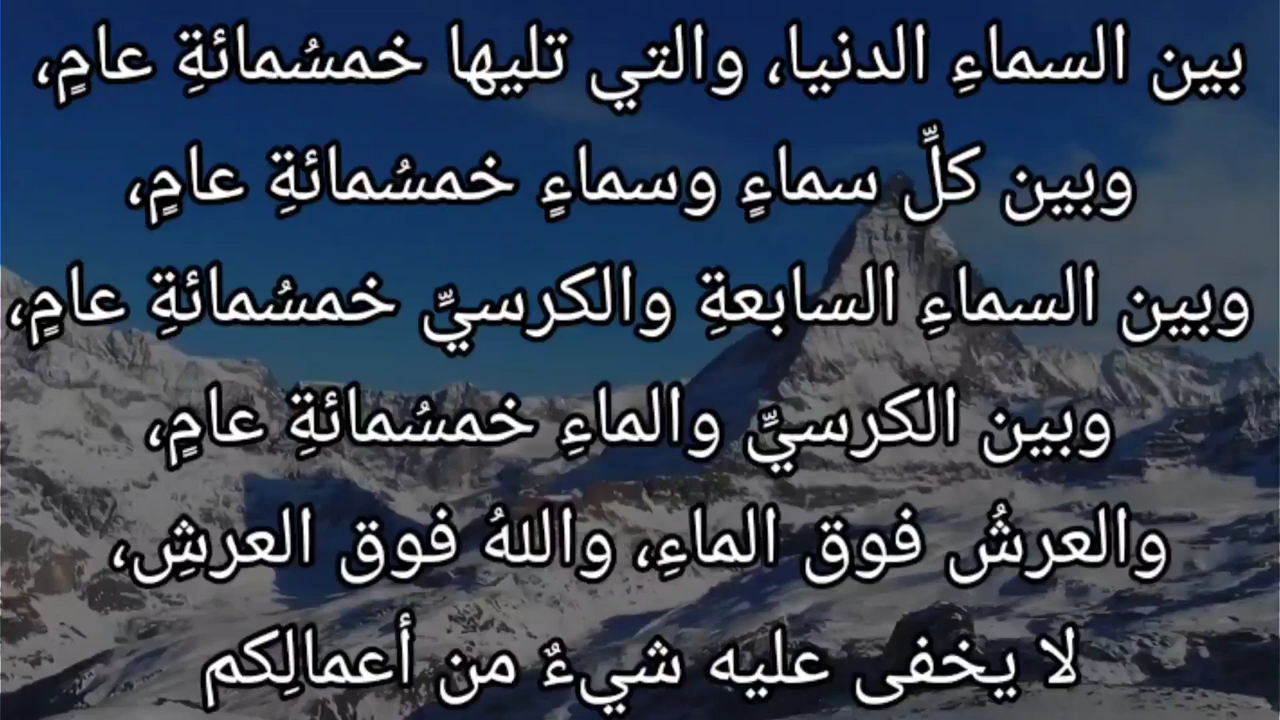 بين السماءِ الدنيا، والتي تليها خمسُمائةِ عامٍ،
وبين كلِّ سماءٍ وسماءٍ خمسُمائةِ عامٍ،
وبين السماءِ السابعةِ والكرسيِّ خمسُمائةِ عامٍ،
وبين الكرسيِّ والماءِ خمسُمائةِ عامٍ،
والعرشُ فوق الماءِ، واللهُ فوق العرشِ،
لا يخفى عليه شيءٌ من أعمالِكم